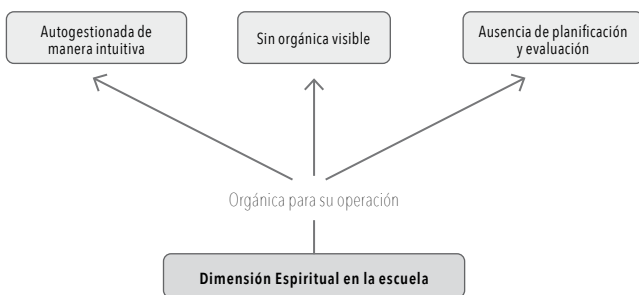 Autogestionada de
manera intuitiva
Sin orgánica visible
Ausencia de planificación
y evaluación
Orgánica para su operación
Dimensión Espiritual en la escuela